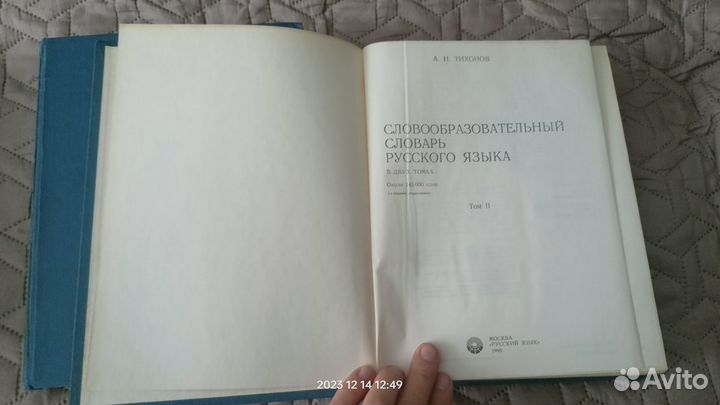 А. Н. ТИХОНОВ
СЛОВООБРАЗОВАТЕЛЬНЫЙ
СЛОВАРЬ
РУССКОГО ЯЗЫКА
В ДВУХ ТОМАХ
Около 145 000 слов
Том II
МОСКВА
«РУССКИЙ ЯЗЫК»
1990
2023 12 14 12:49
Avito